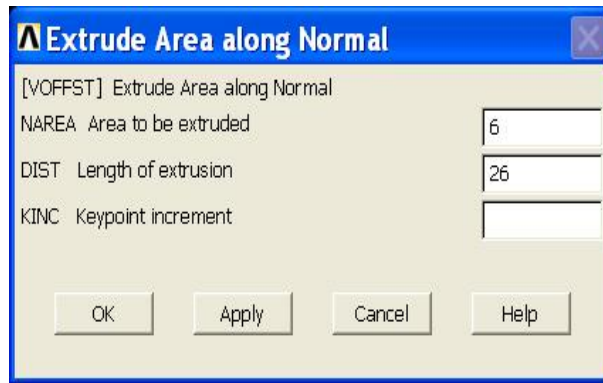 Extrude Area along Normal
[VOFFST] Extrude Area along Normal
NAREA Area to be extruded 6
DIST Length of extrusion 26
KINC Keypoint increment
OK Apply Cancel Help